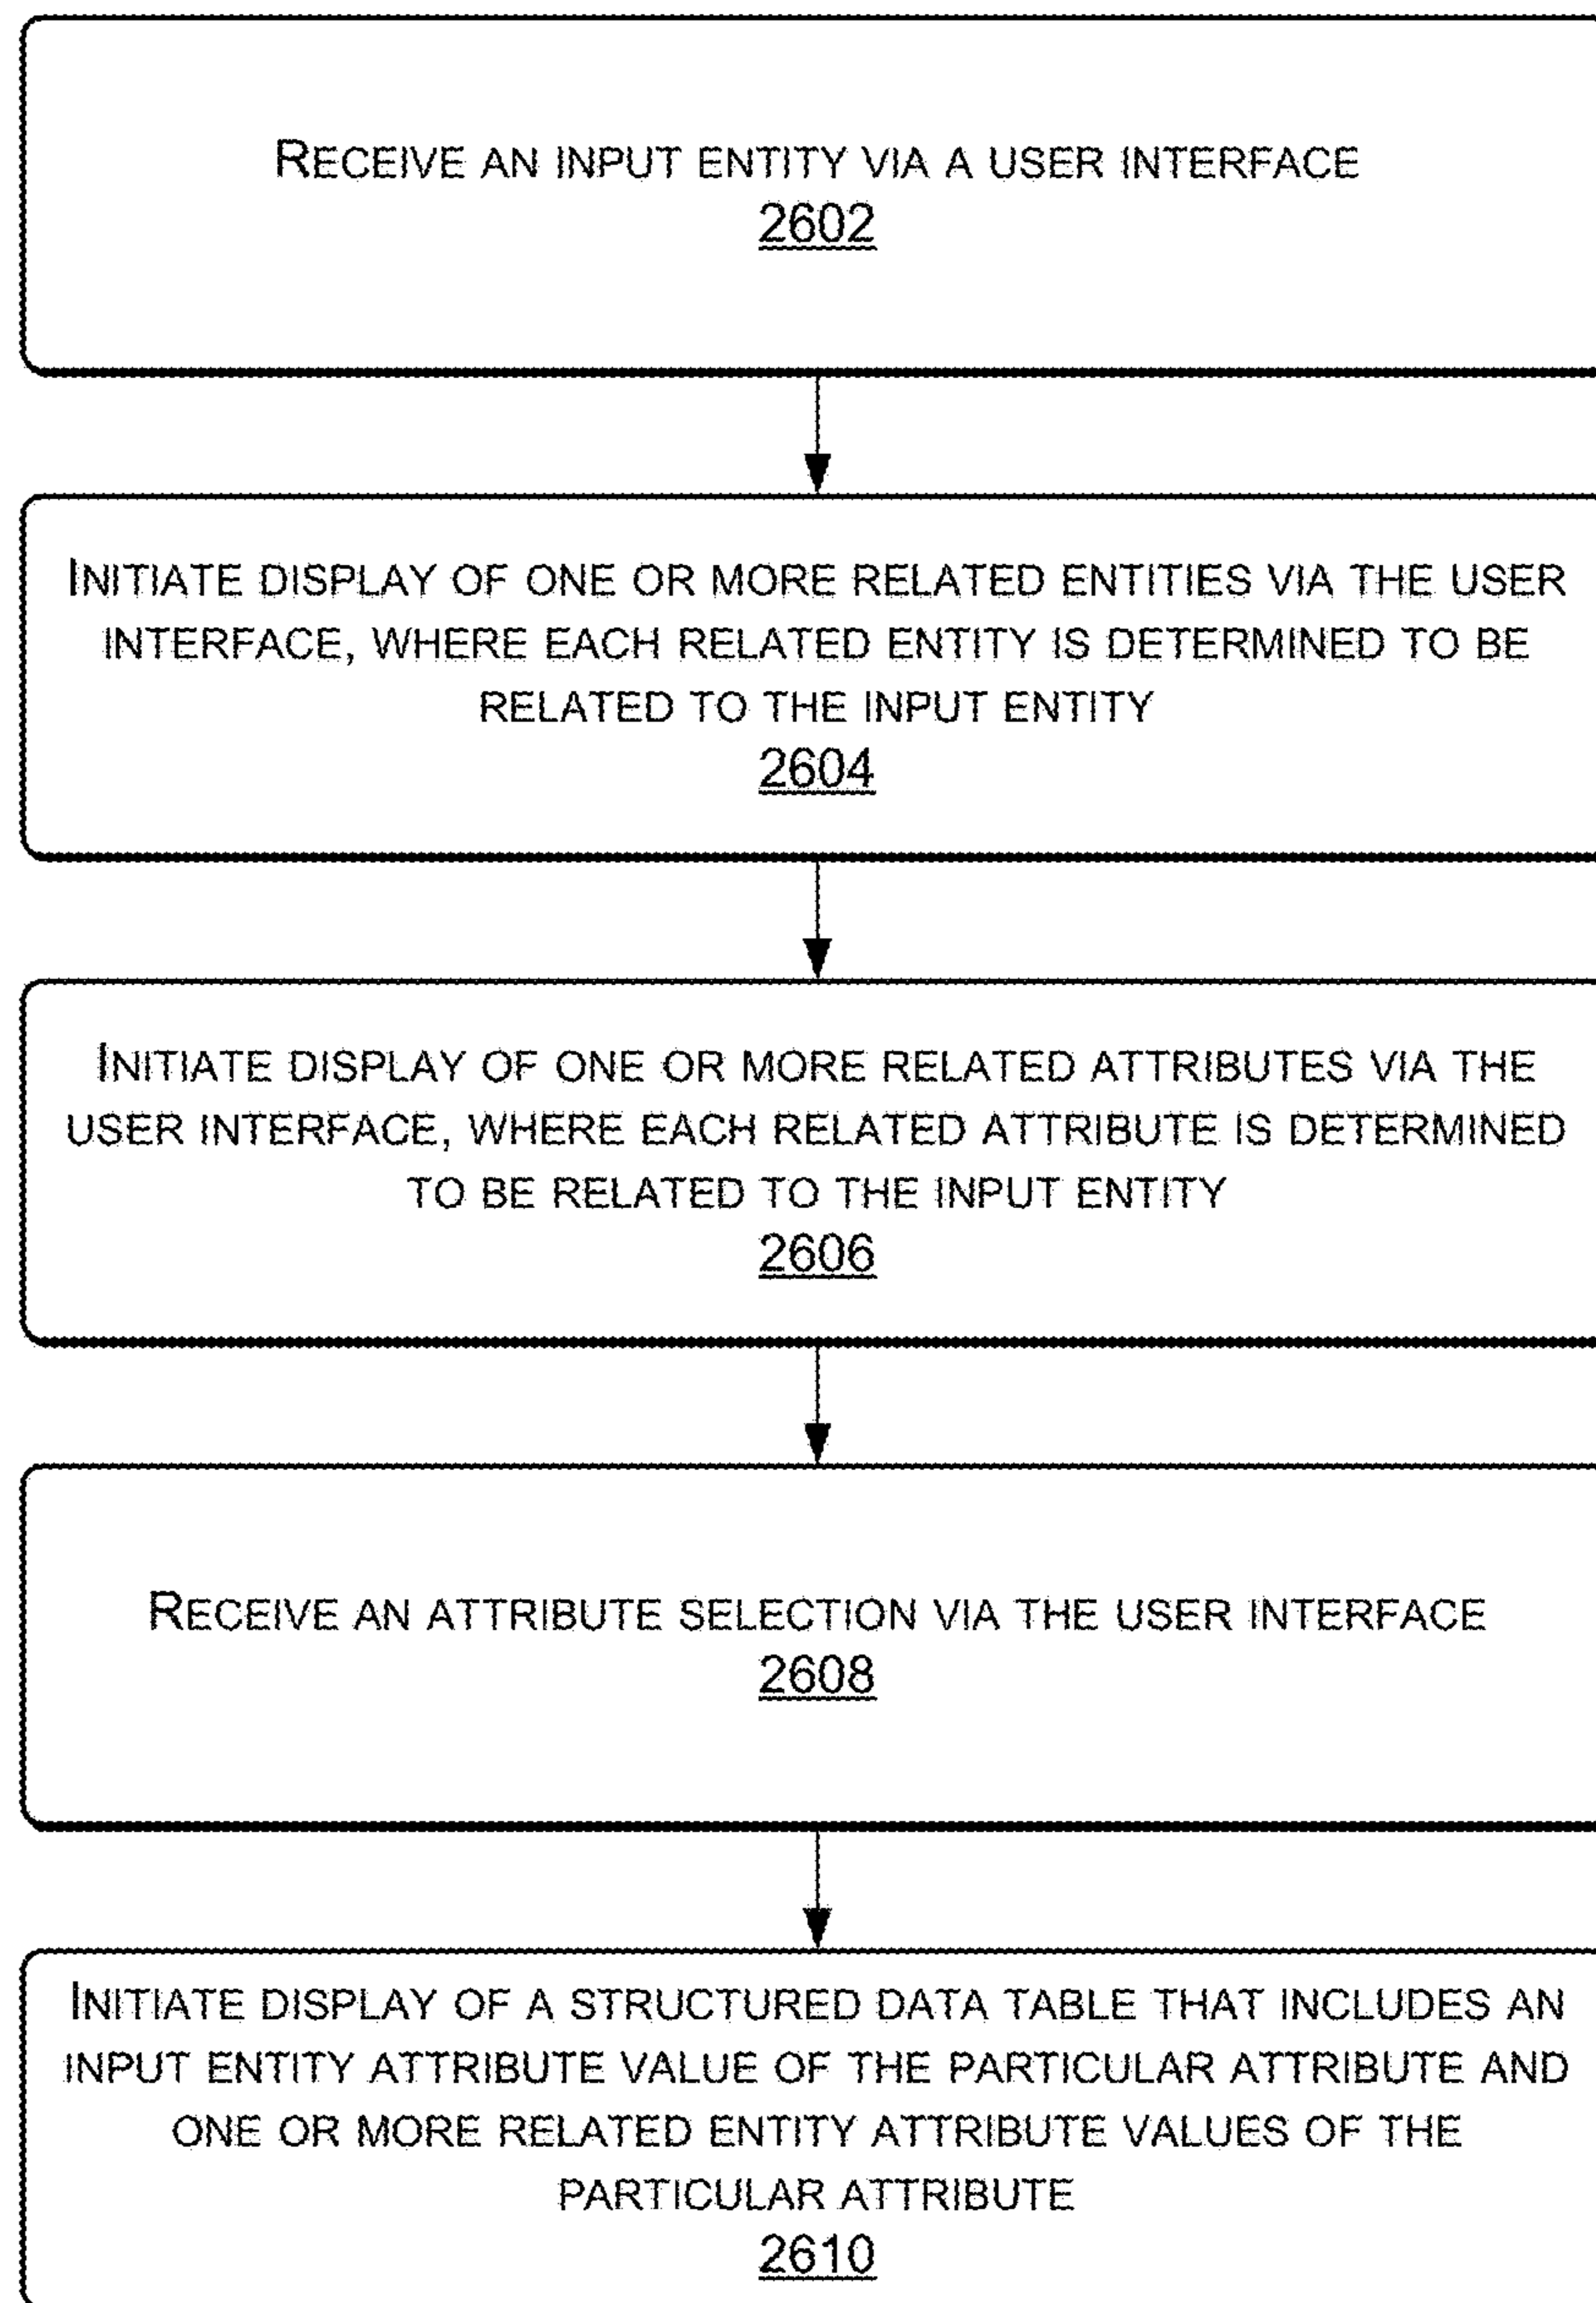 RECEIVE AN INPUT ENTITY VIA A USER INTERFACE
2602
INITIATE DISPLAY OF ONE OR MORE RELATED ENTITIES VIA THE USER
INTERFACE, WHERE EACH RELATED ENTITY IS DETERMINED TO BE
RELATED TO THE INPUT ENTITY
2604
INITIATE DISPLAY OF ONE OR MORE RELATED ATTRIBUTES VIA THE
USER INTERFACE, WHERE EACH RELATED ATTRIBUTE IS DETERMINED
TO BE RELATED TO THE INPUT ENTITY
2606
RECEIVE AN ATTRIBUTE SELECTION VIA THE USER INTERFACE
2608
INITIATE DISPLAY OF A STRUCTURED DATA TABLE THAT INCLUDES AN
INPUT ENTITY ATTRIBUTE VALUE OF THE PARTICULAR ATTRIBUTE AND
ONE OR MORE RELATED ENTITY ATTRIBUTE VALUES OF THE
PARTICULAR ATTRIBUTE
2610